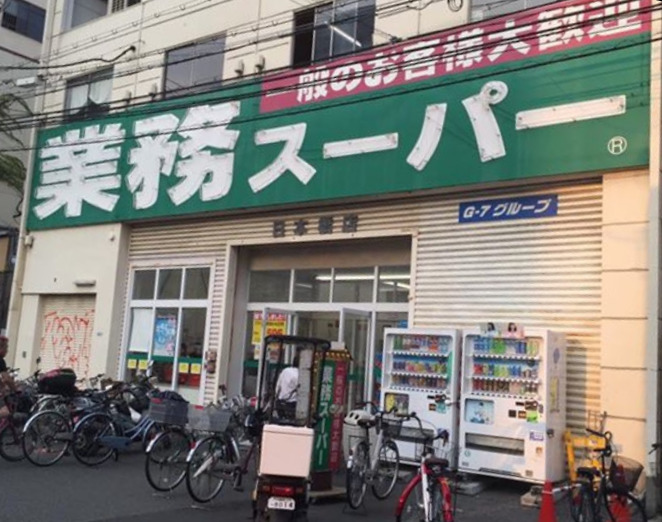 一般のお客様大歓迎
業務スーパー
®
G-7 グループ
日本橋店
業務スーパー